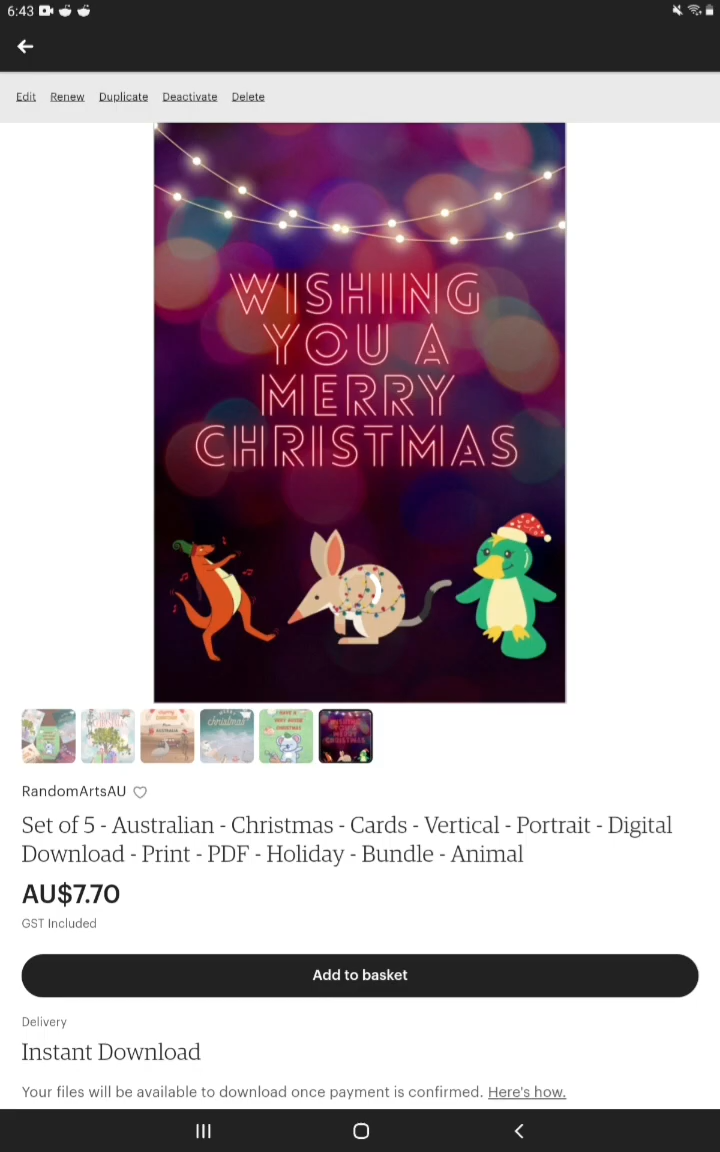 6:43
Edit Renew Duplicate Deactivate Delete
WISHING
YOU A
MERRY
CHRISTMAS
christmas
AUSTRALIA
RandomArtsAU
Set of 5 - Australian - Christmas - Cards - Vertical - Portrait - Digital
Download - Print - PDF - Holiday - Bundle - Animal
AU$7.70
GST Included
Add to basket
Delivery
Instant Download
Your files will be available to download once payment is confirmed. Here's how.